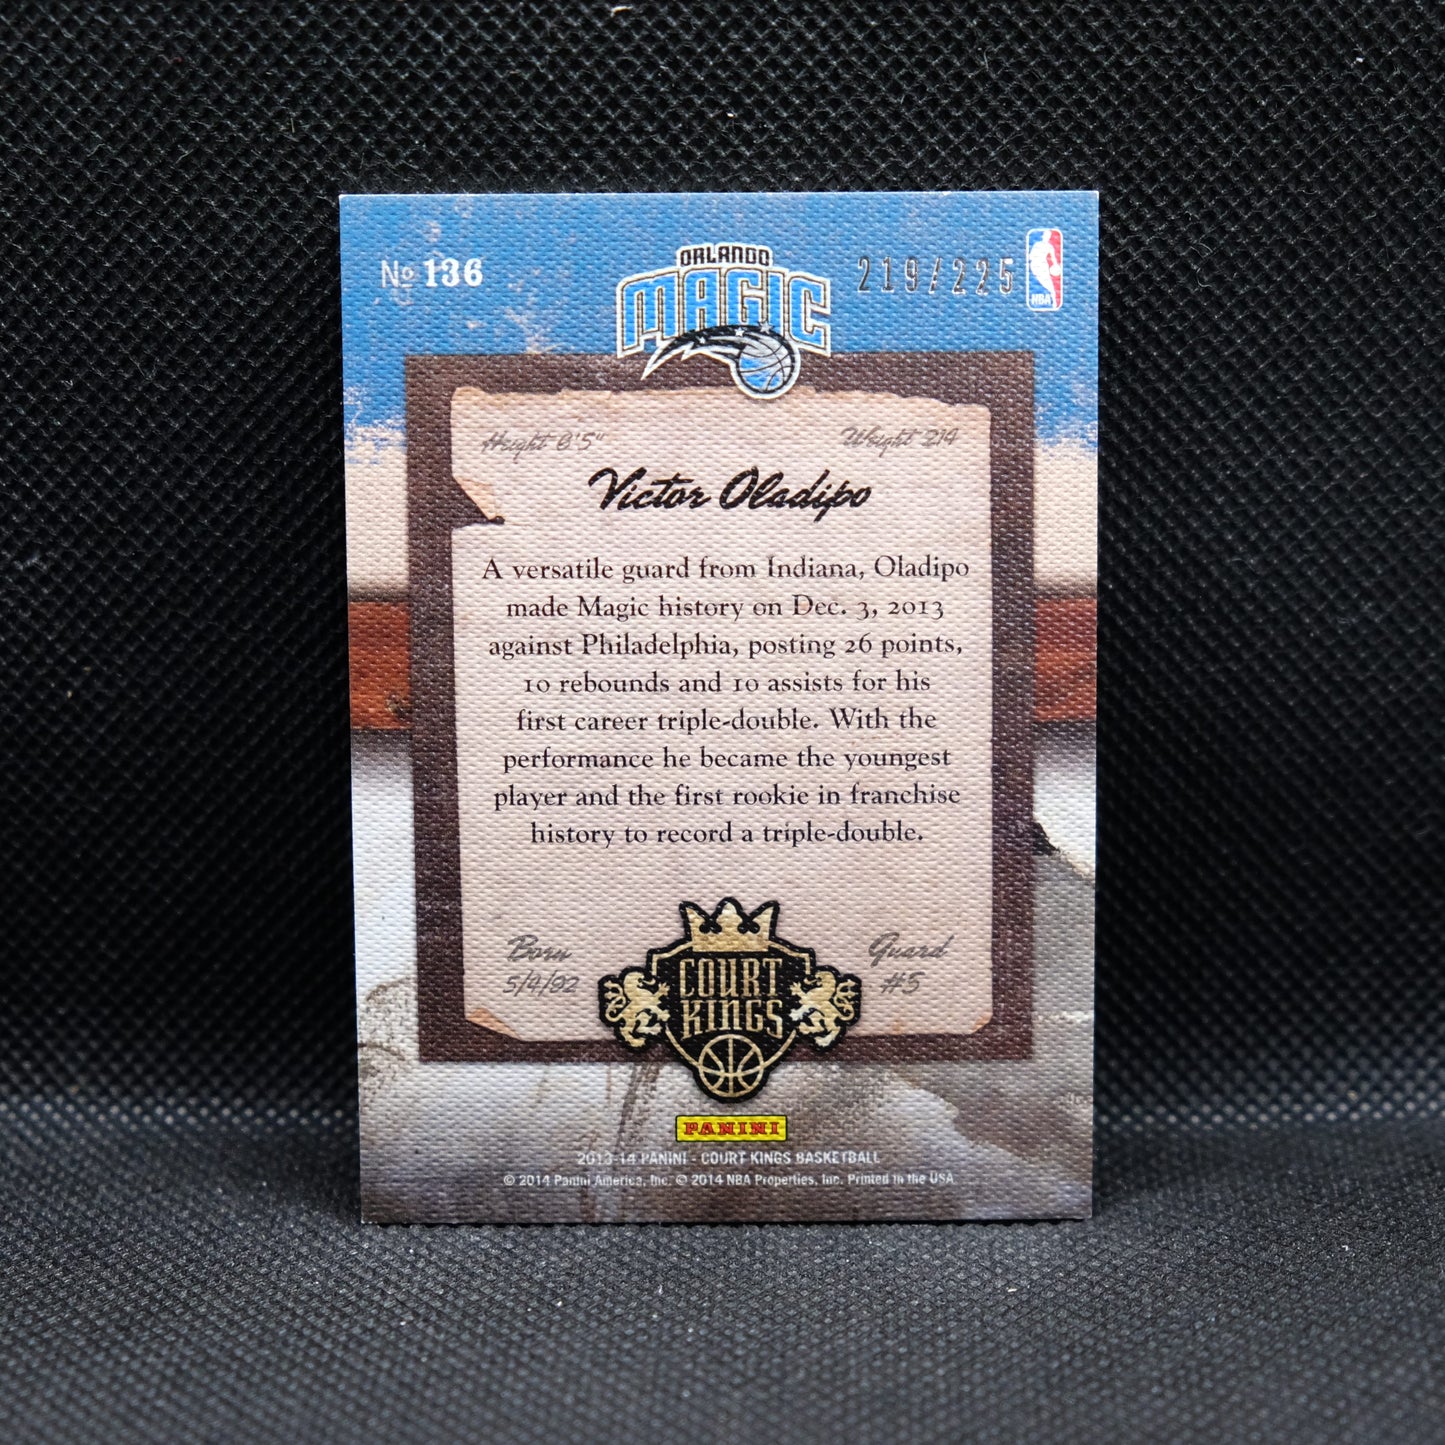 No 136
ORLANDO
MAGIC
219/225
NBA
Height 6'5"
Weight 214
Victor Oladipo
A versatile guard from Indiana, Oladipo
made Magic history on Dec. 3, 2013
against Philadelphia, posting 26 points,
10 rebounds and 10 assists for his
first career triple-double. With the
performance he became the youngest
player and the first rookie in franchise
history to record a triple-double.
Born
5/4/92
Guard
#5
COURT
KINGS
PANINI
2013-14 PANINI - COURT KINGS BASKETBALL
© 2014 Panini America, Inc. © 2014 NBA Properties, Inc. Printed in the USA